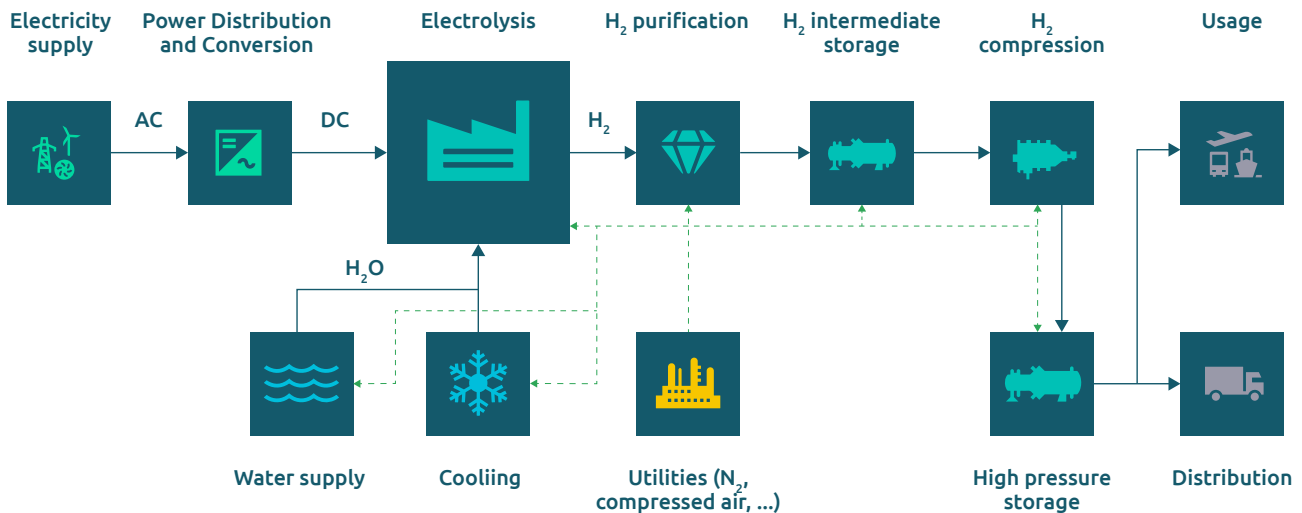 Electricity
supply
Power Distribution
and Conversion
Electrolysis
H₂ purification
H₂ intermediate
storage
H₂
compression
Usage
AC
DC
H₂
H₂O
Water supply
Cooliing
Utilities (N₂,
compressed air, ...)
High pressure
storage
Distribution